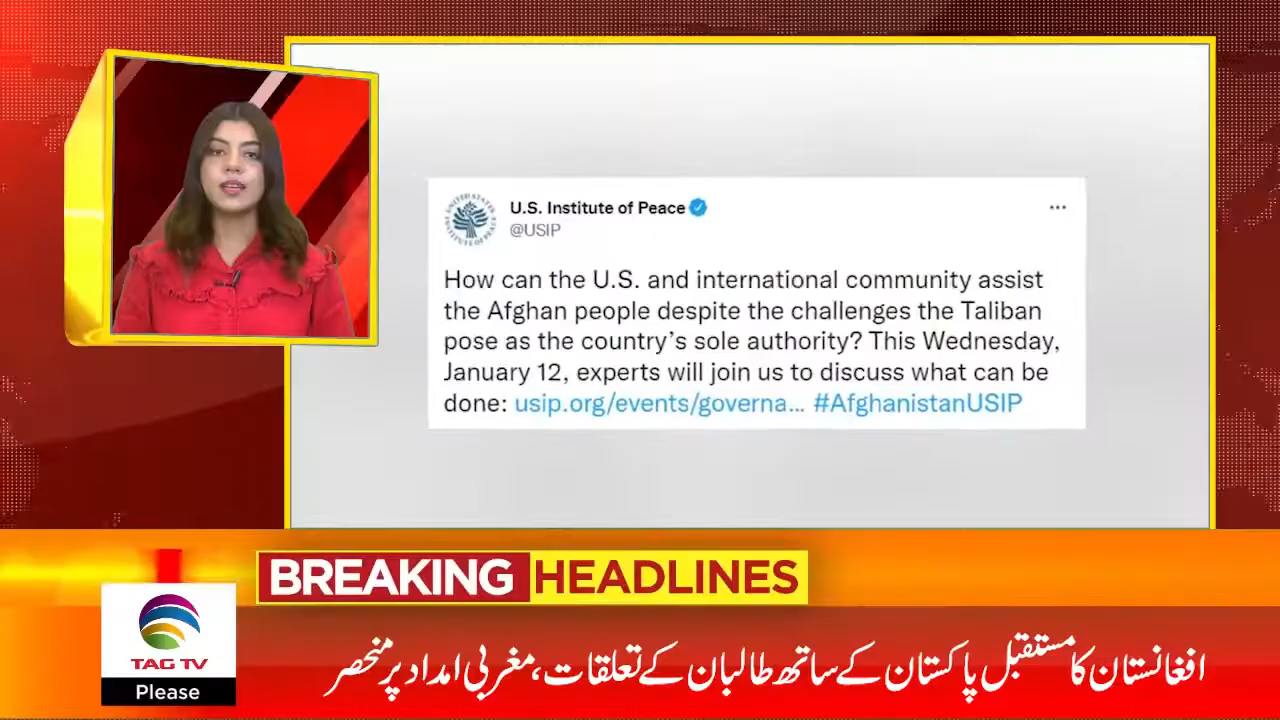 U.S. Institute of Peace
@USIP
How can the U.S. and international community assist
the Afghan people despite the challenges the Taliban
pose as the country’s sole authority? This Wednesday,
January 12, experts will join us to discuss what can be
done: usip.org/events/governa... #AfghanistanUSIP
BREAKING HEADLINES
افغانستان کا مستقبل پاکستان کے ساتھ طالبان کے تعلقات، مغربی امداد پر منحصر
TAG TV
Please